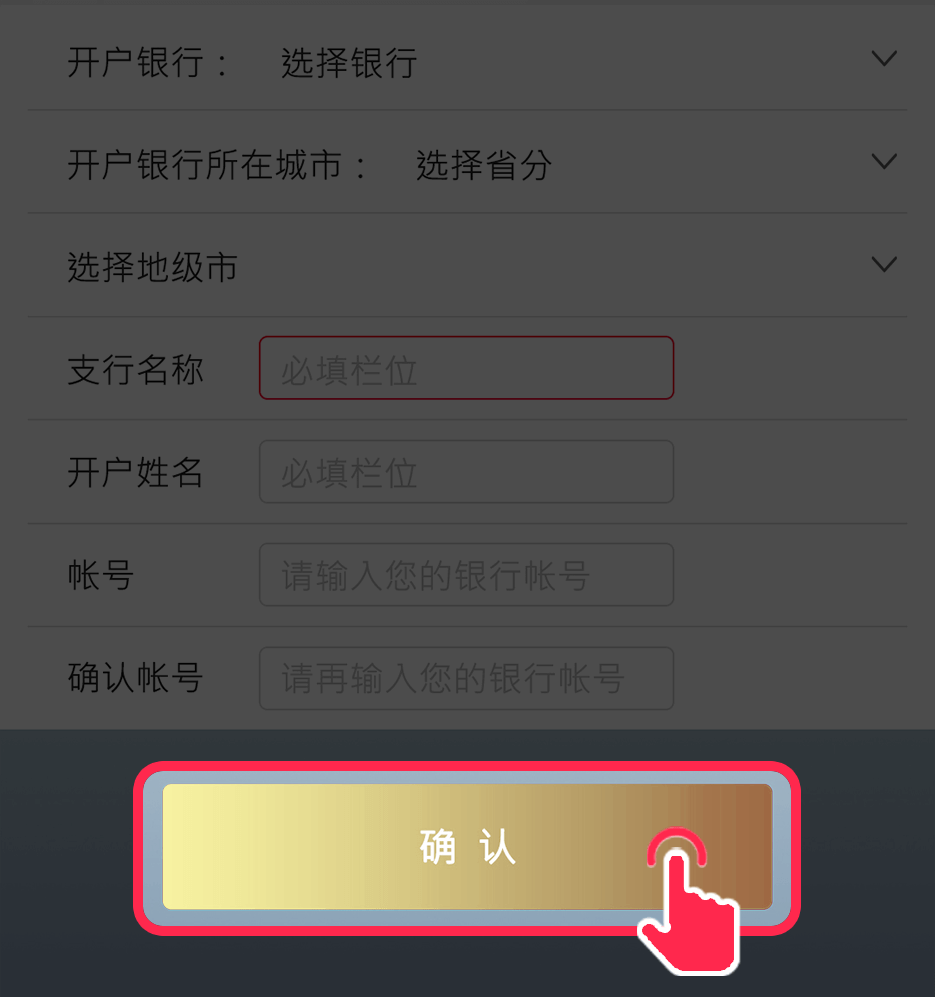 开户银行： 选择银行
开户银行所在城市： 选择省分
选择地级市
支行名称 必填栏位
开户姓名 必填栏位
帐号 请输入您的银行帐号
确认帐号 请再输入您的银行帐号
确 认